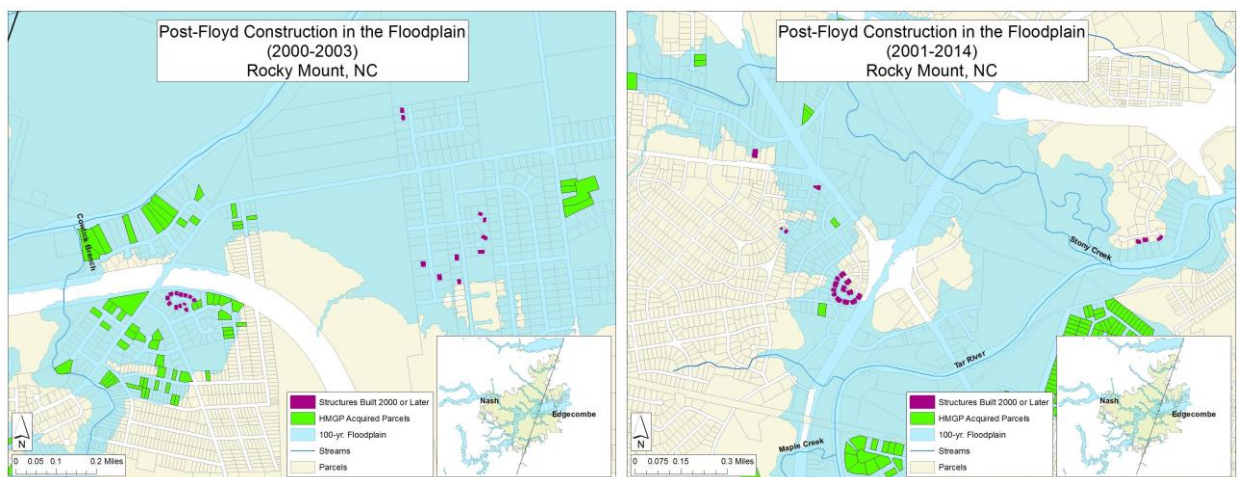 Post-Floyd Construction in the Floodplain
(2000-2003)
Rocky Mount, NC
Cowlick Branch
Structures Built 2000 or Later
HMGP Acquired Parcels
100-yr. Floodplain
Streams
Parcels
Nash
Edgecombe
N
0 0.05 0.1 0.2 Miles
Post-Floyd Construction in the Floodplain
(2001-2014)
Rocky Mount, NC
Stony Creek
Tar River
Maple Creek
Structures Built 2000 or Later
HMGP Acquired Parcels
100-yr. Floodplain
Streams
Parcels
Nash
Edgecombe
N
0 0.075 0.15 0.3 Miles